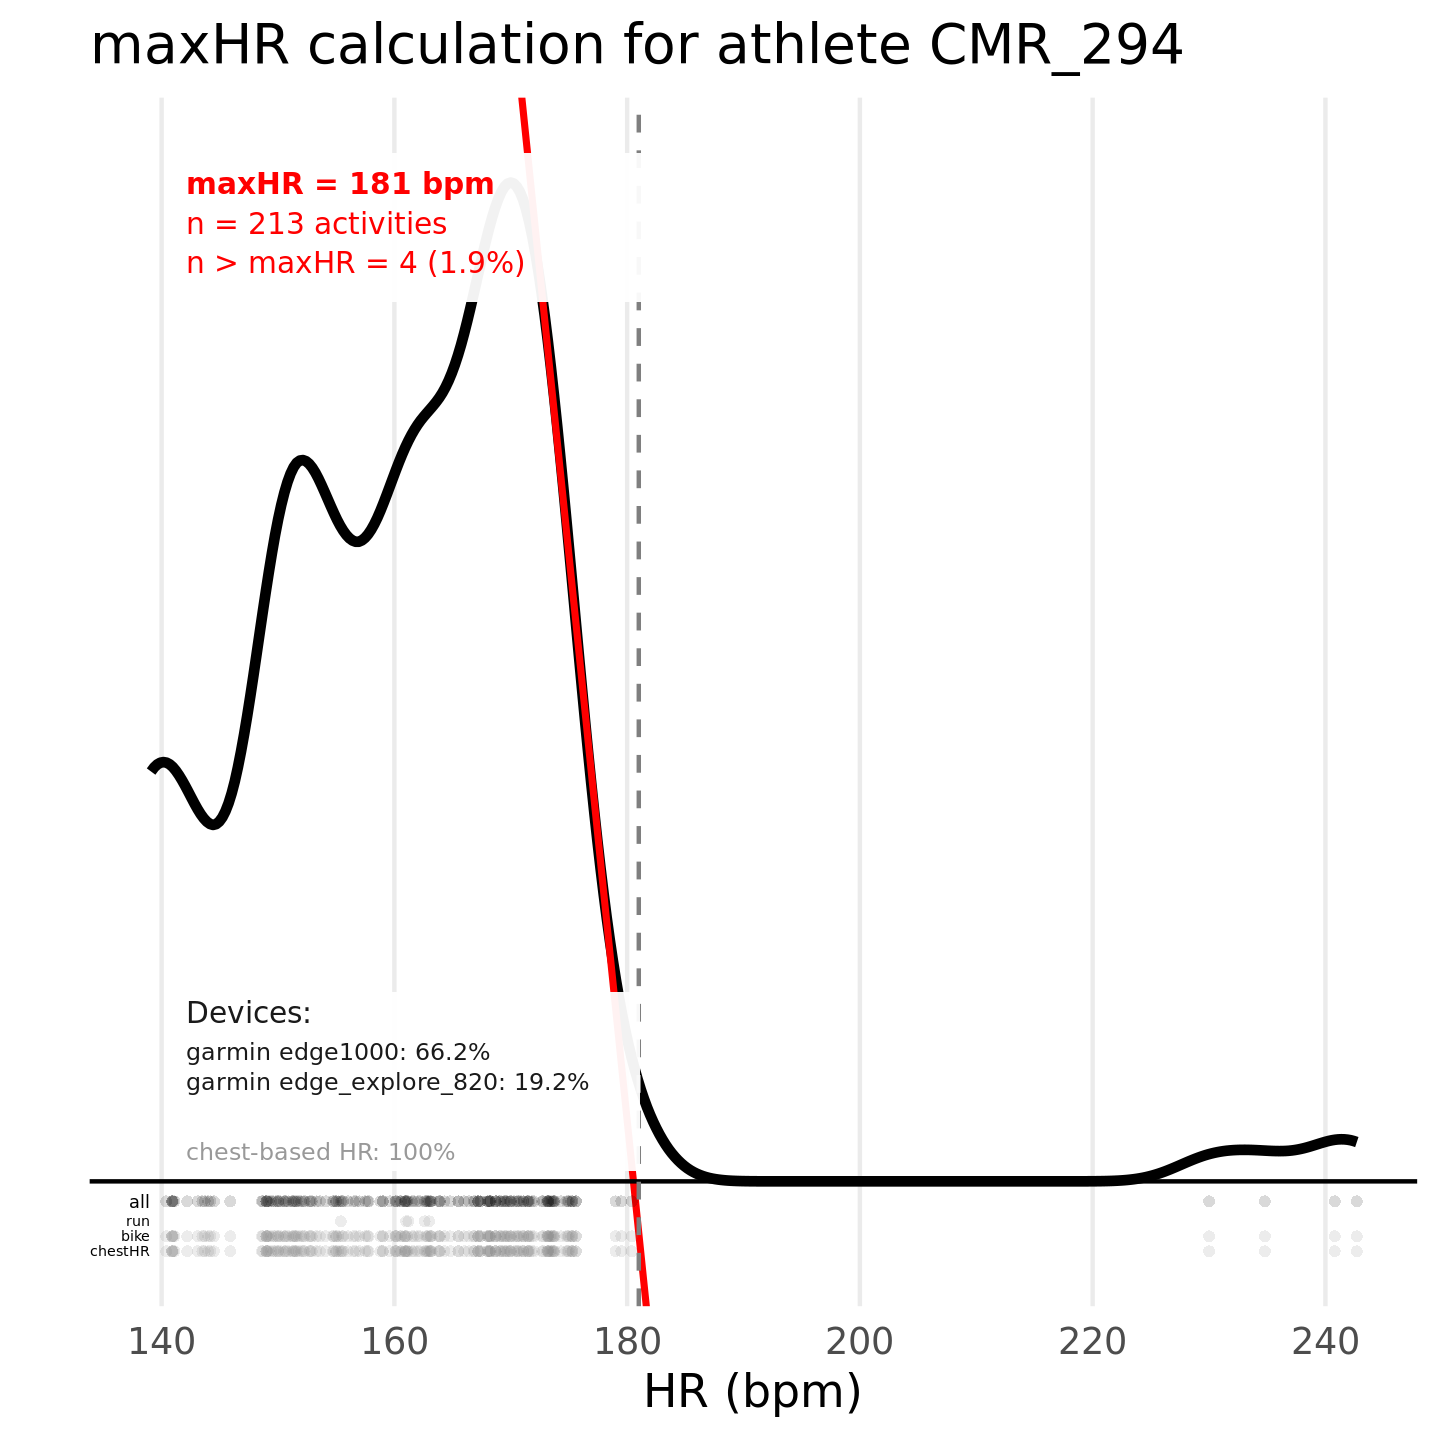 maxHR calculation for athlete CMR_294
maxHR = 181 bpm
n = 213 activities
n > maxHR = 4 (1.9%)
Devices:
garmin edge1000: 66.2%
garmin edge_explore_820: 19.2%
chest-based HR: 100%
all
run
bike
chestHR
140 160 180 200 220 240
HR (bpm)